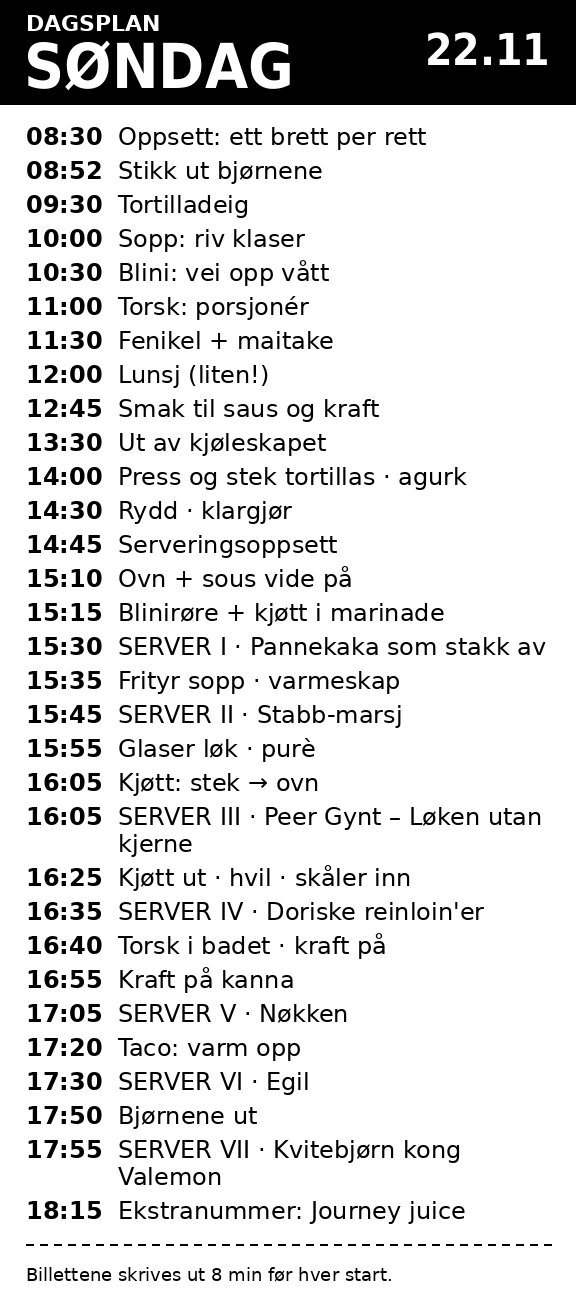 DAGSPLAN
SØNDAG
22.11
08:30 Oppsett: ett brett per rett
08:52 Stikk ut bjørnene
09:30 Tortilladeig
10:00 Sopp: riv klaser
10:30 Blini: vei opp vått
11:00 Torsk: porsjonér
11:30 Fenikel + maitake
12:00 Lunsj (liten!)
12:45 Smak til saus og kraft
13:30 Ut av kjøleskapet
14:00 Press og stek tortillas · agurk
14:30 Rydd · klargjør
14:45 Serveringsoppsett
15:10 Ovn + sous vide på
15:15 Blinirøre + kjøtt i marinade
15:30 SERVER I · Pannekaka som stakk av
15:35 Frityr sopp · varmeskap
15:45 SERVER II · Stabb-marsj
15:55 Glaser løk · purè
16:05 Kjøtt: stek → ovn
16:05 SERVER III · Peer Gynt – Løken utan
kjerne
16:25 Kjøtt ut · hvil · skåler inn
16:35 SERVER IV · Doriske reinloin'er
16:40 Torsk i badet · kraft på
16:55 Kraft på kanna
17:05 SERVER V · Nøkken
17:20 Taco: varm opp
17:30 SERVER VI · Egil
17:50 Bjørnene ut
17:55 SERVER VII · Kvitebjørn kong
Valemon
18:15 Ekstranummer: Journey juice
Billettene skrives ut 8 min før hver start.